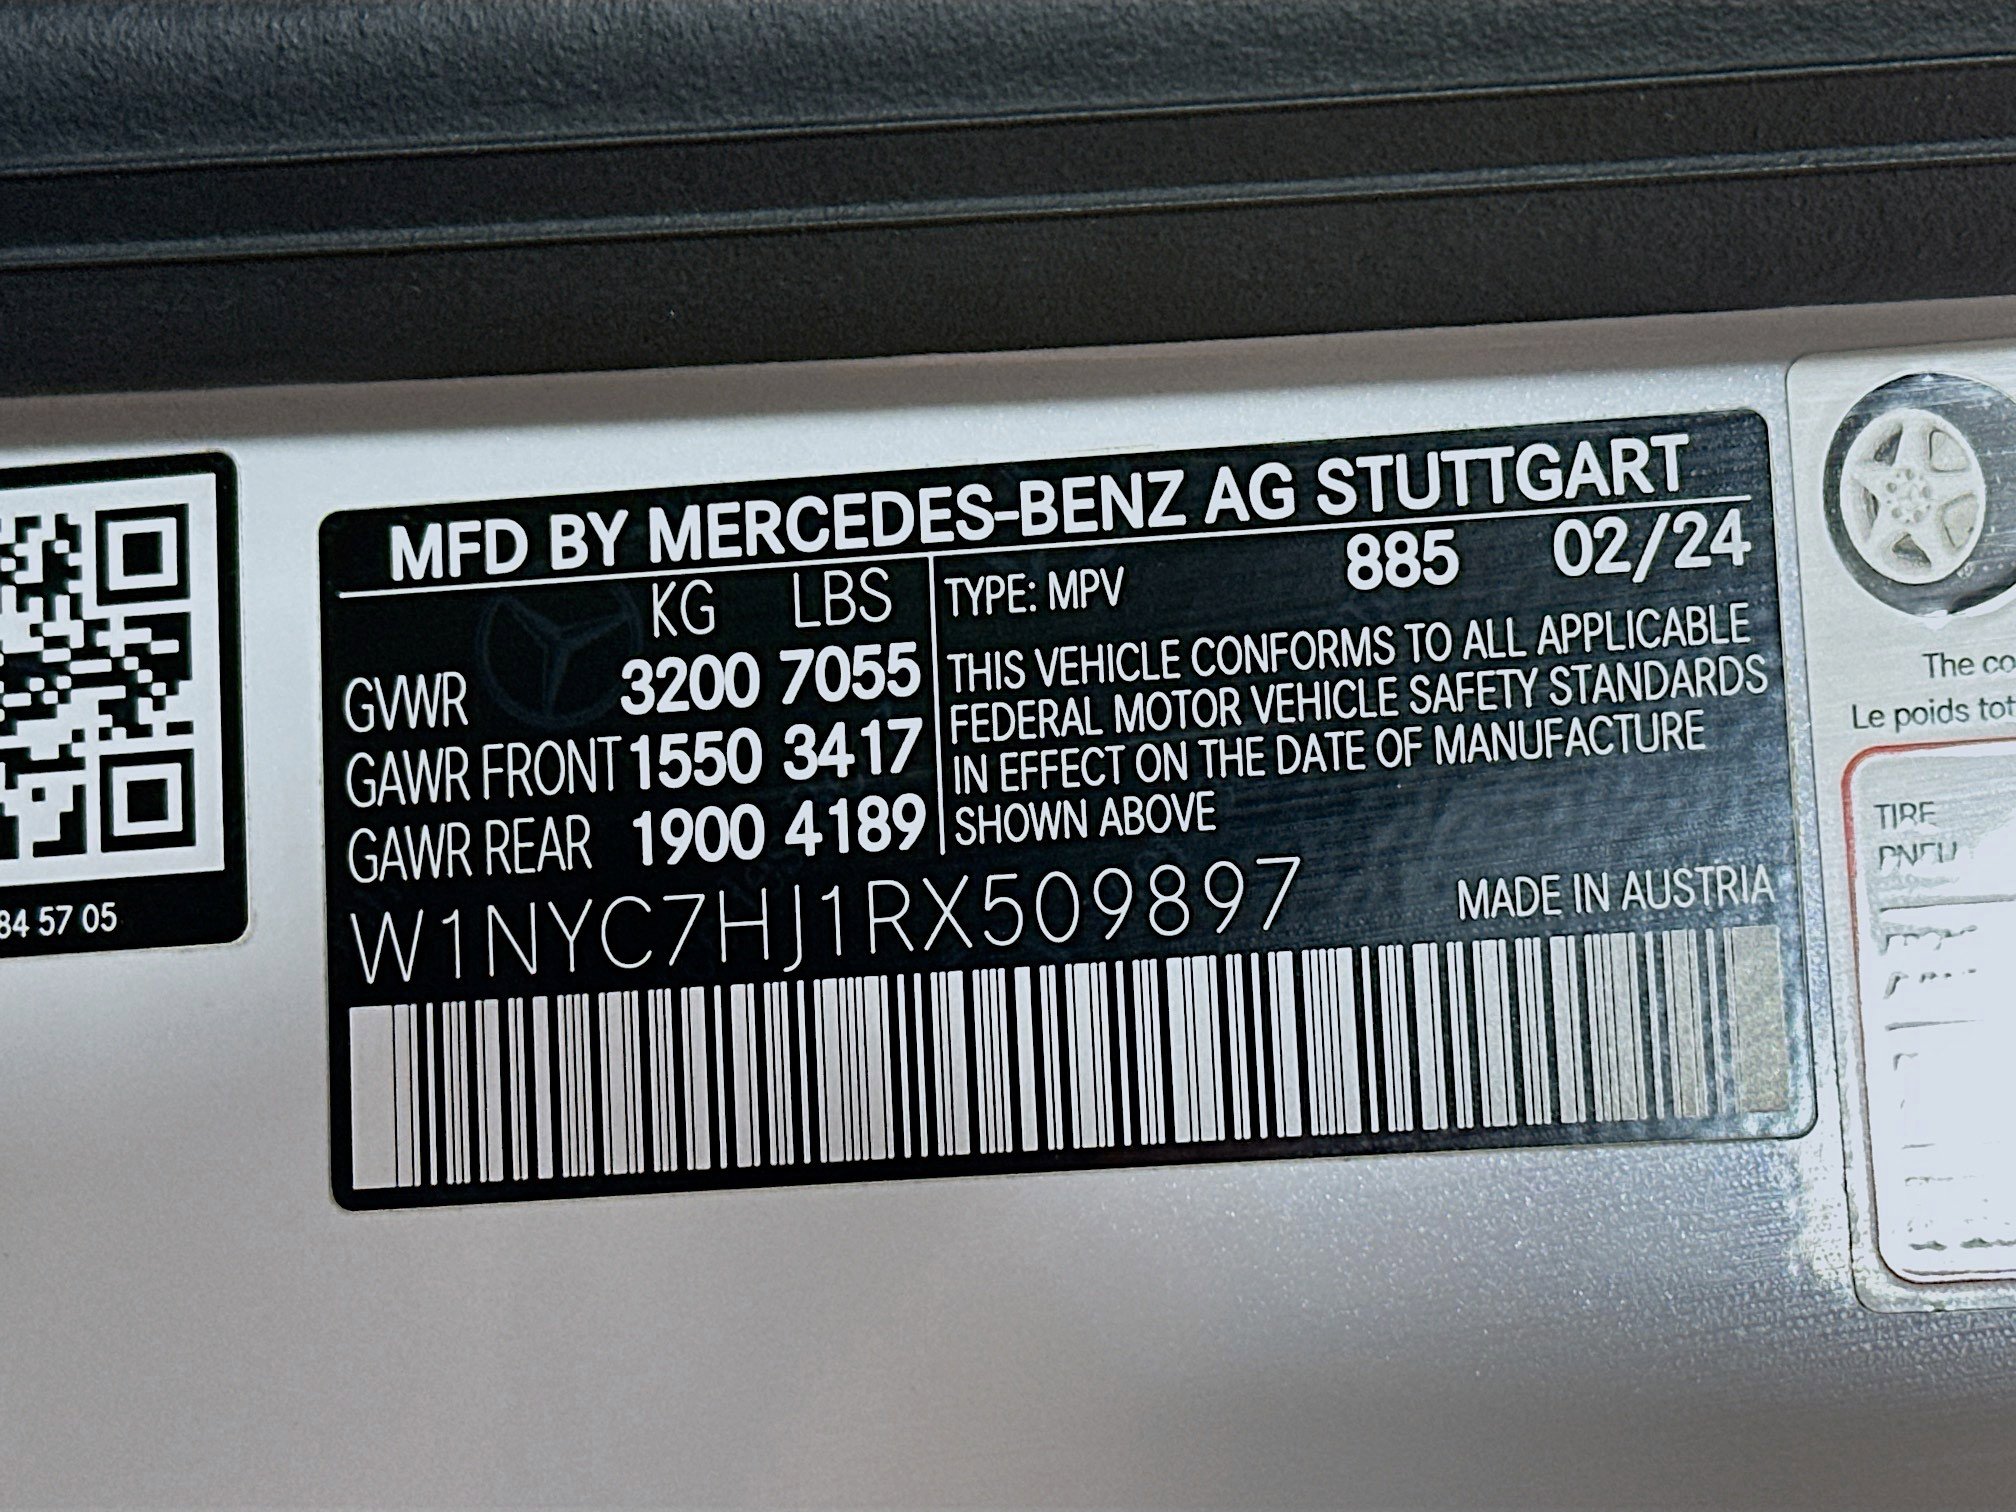 MFD BY MERCEDES-BENZ AG STUTTGART
KG LBS
GVWR 3200 7055
GAWR FRONT 1550 3417
GAWR REAR 1900 4189
TYPE: MPV 885 02/24
THIS VEHICLE CONFORMS TO ALL APPLICABLE
FEDERAL MOTOR VEHICLE SAFETY STANDARDS
IN EFFECT ON THE DATE OF MANUFACTURE
SHOWN ABOVE
W1NYC7HJ1RX509897
MADE IN AUSTRIA
84 57 05
The co
Le poids tot
TIRE
PNEU